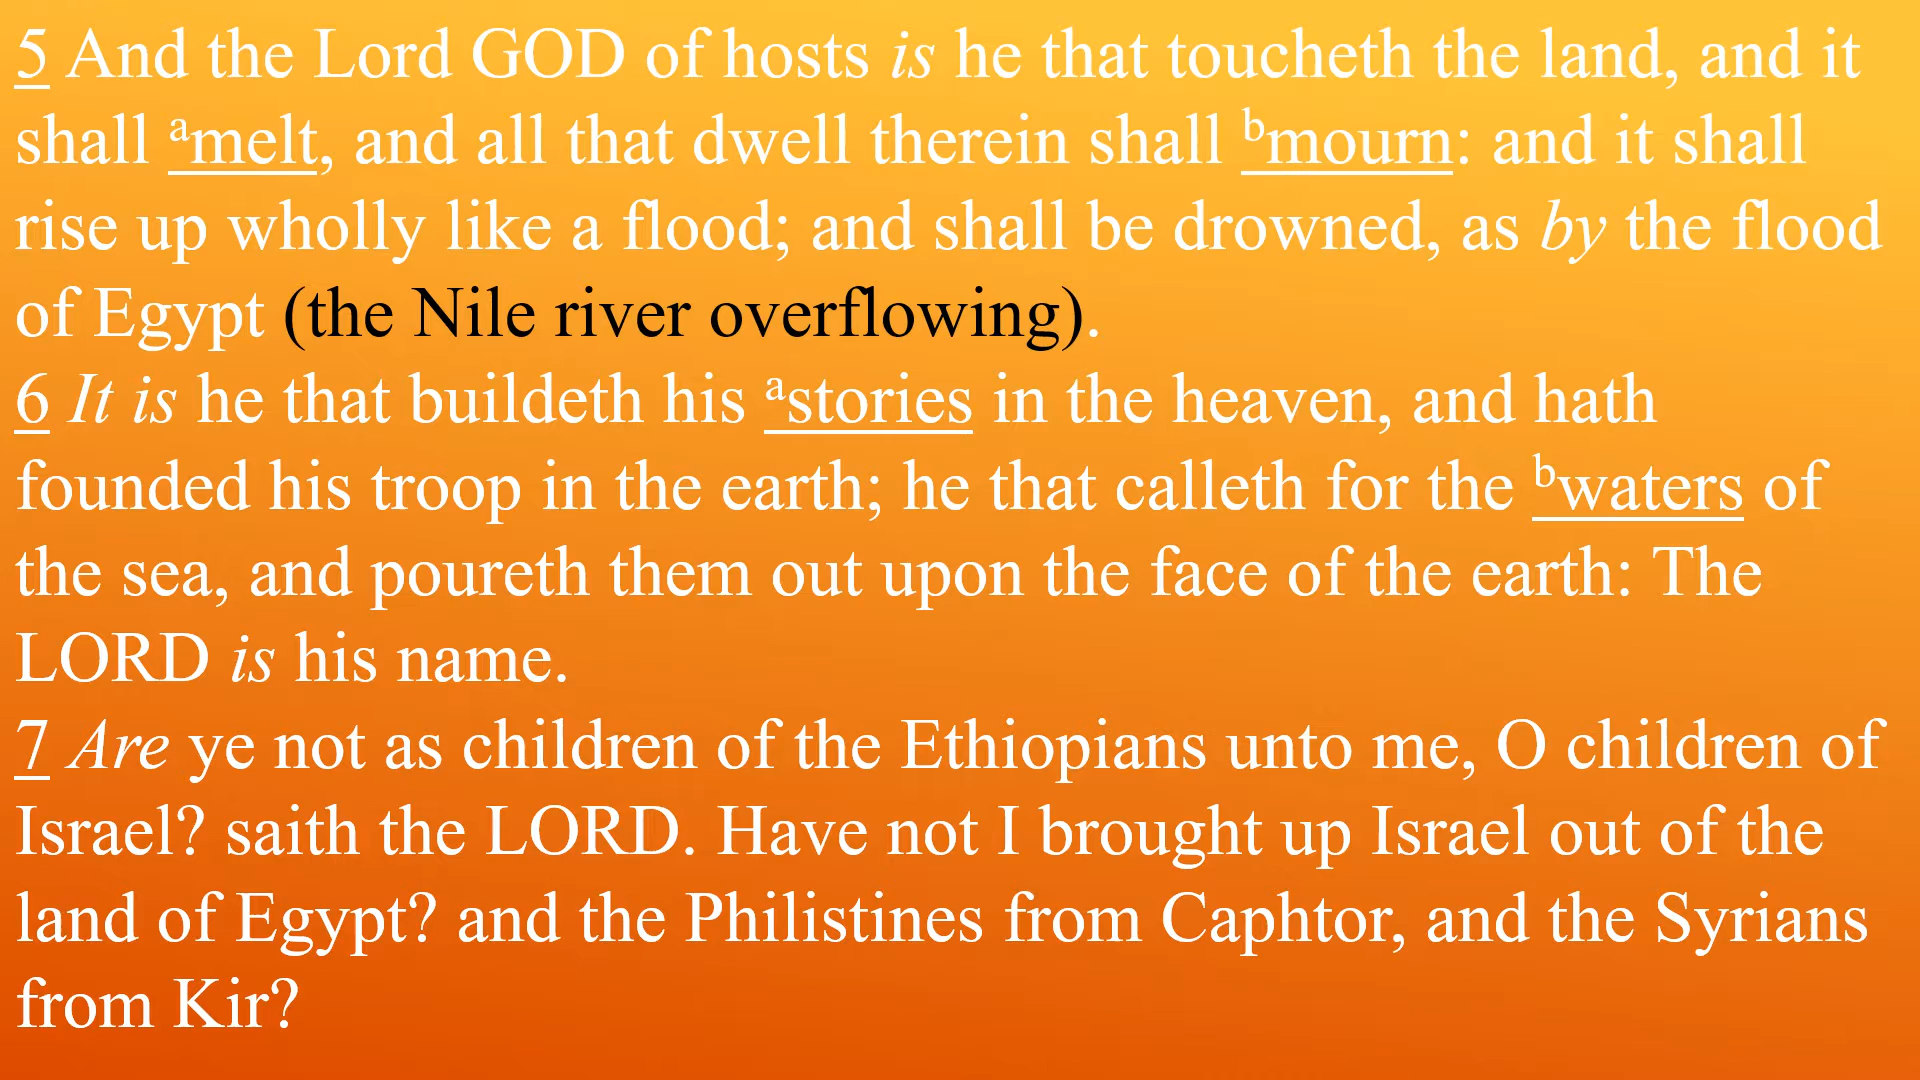 5 And the Lord GOD of hosts is he that toucheth the land, and it
shall ᵃmelt, and all that dwell therein shall ᵇmourn: and it shall
rise up wholly like a flood; and shall be drowned, as by the flood
of Egypt (the Nile river overflowing).
6 It is he that buildeth his ᵃstories in the heaven, and hath
founded his troop in the earth; he that calleth for the ᵇwaters of
the sea, and poureth them out upon the face of the earth: The
LORD is his name.
7 Are ye not as children of the Ethiopians unto me, O children of
Israel? saith the LORD. Have not I brought up Israel out of the
land of Egypt? and the Philistines from Caphtor, and the Syrians
from Kir?